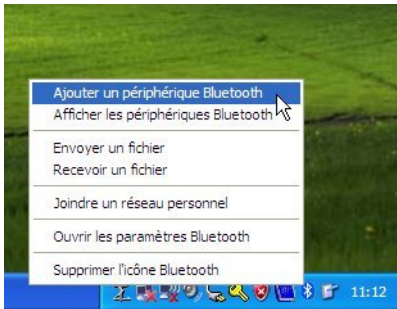 Ajouter un périphérique Bluetooth
Afficher les périphériques Bluetooth
Envoyer un fichier
Recevoir un fichier
Joindre un réseau personnel
Ouvrir les paramètres Bluetooth
Supprimer l'icône Bluetooth
11:12